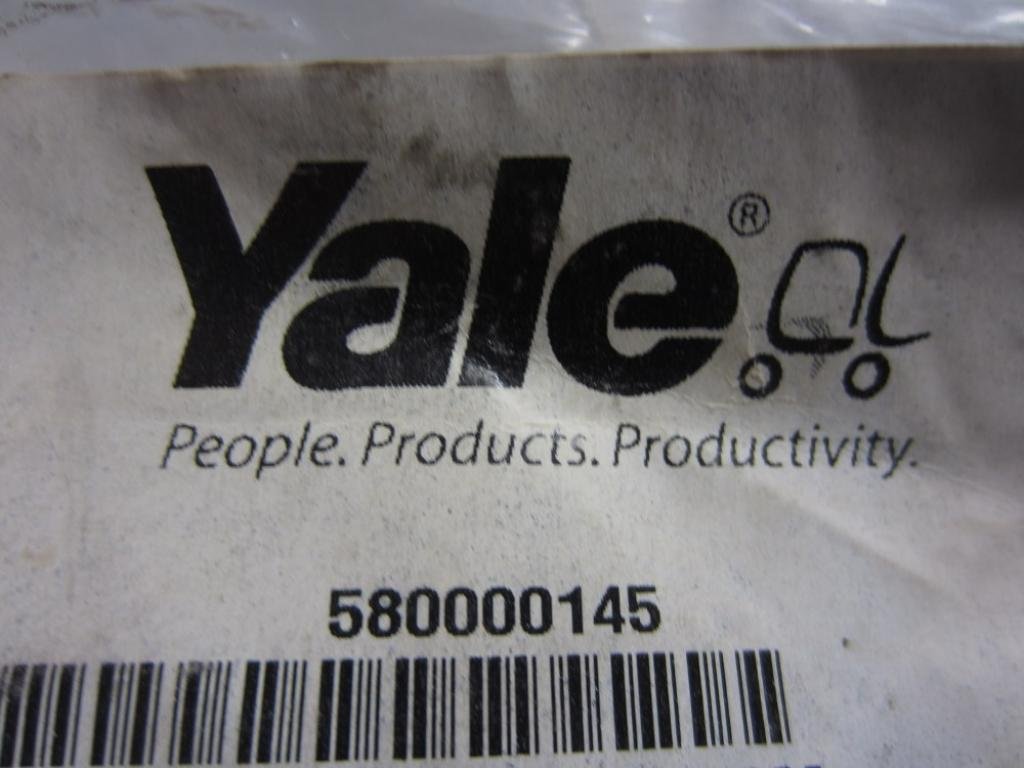 Yale®
People. Products. Productivity.
580000145